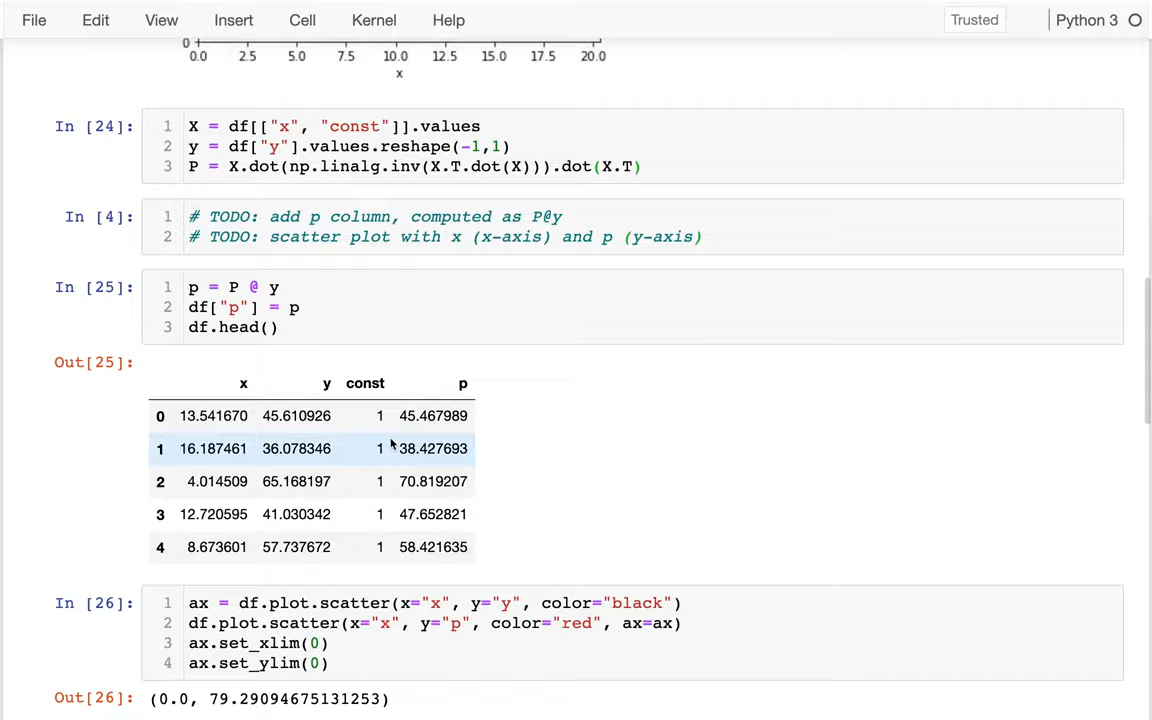 File Edit View Insert Cell Kernel Help Trusted Python 3
0
0.0 2.5 5.0 7.5 10.0 12.5 15.0 17.5 20.0
x
In [24]: 1 X = df[["x", "const"]].values
2 y = df["y"].values.reshape(-1,1)
3 P = X.dot(np.linalg.inv(X.T.dot(X))).dot(X.T)
In [4]: 1 # TODO: add p column, computed as P@y
2 # TODO: scatter plot with x (x-axis) and p (y-axis)
In [25]: 1 p = P @ y
2 df["p"] = p
3 df.head()
Out[25]:
x y const p
0 13.541670 45.610926 1 45.467989
1 16.187461 36.078346 1 38.427693
2 4.014509 65.168197 1 70.819207
3 12.720595 41.030342 1 47.652821
4 8.673601 57.737672 1 58.421635
In [26]: 1 ax = df.plot.scatter(x="x", y="y", color="black")
2 df.plot.scatter(x="x", y="p", color="red", ax=ax)
3 ax.set_xlim(0)
4 ax.set_ylim(0)
Out[26]: (0.0, 79.29094675131253)